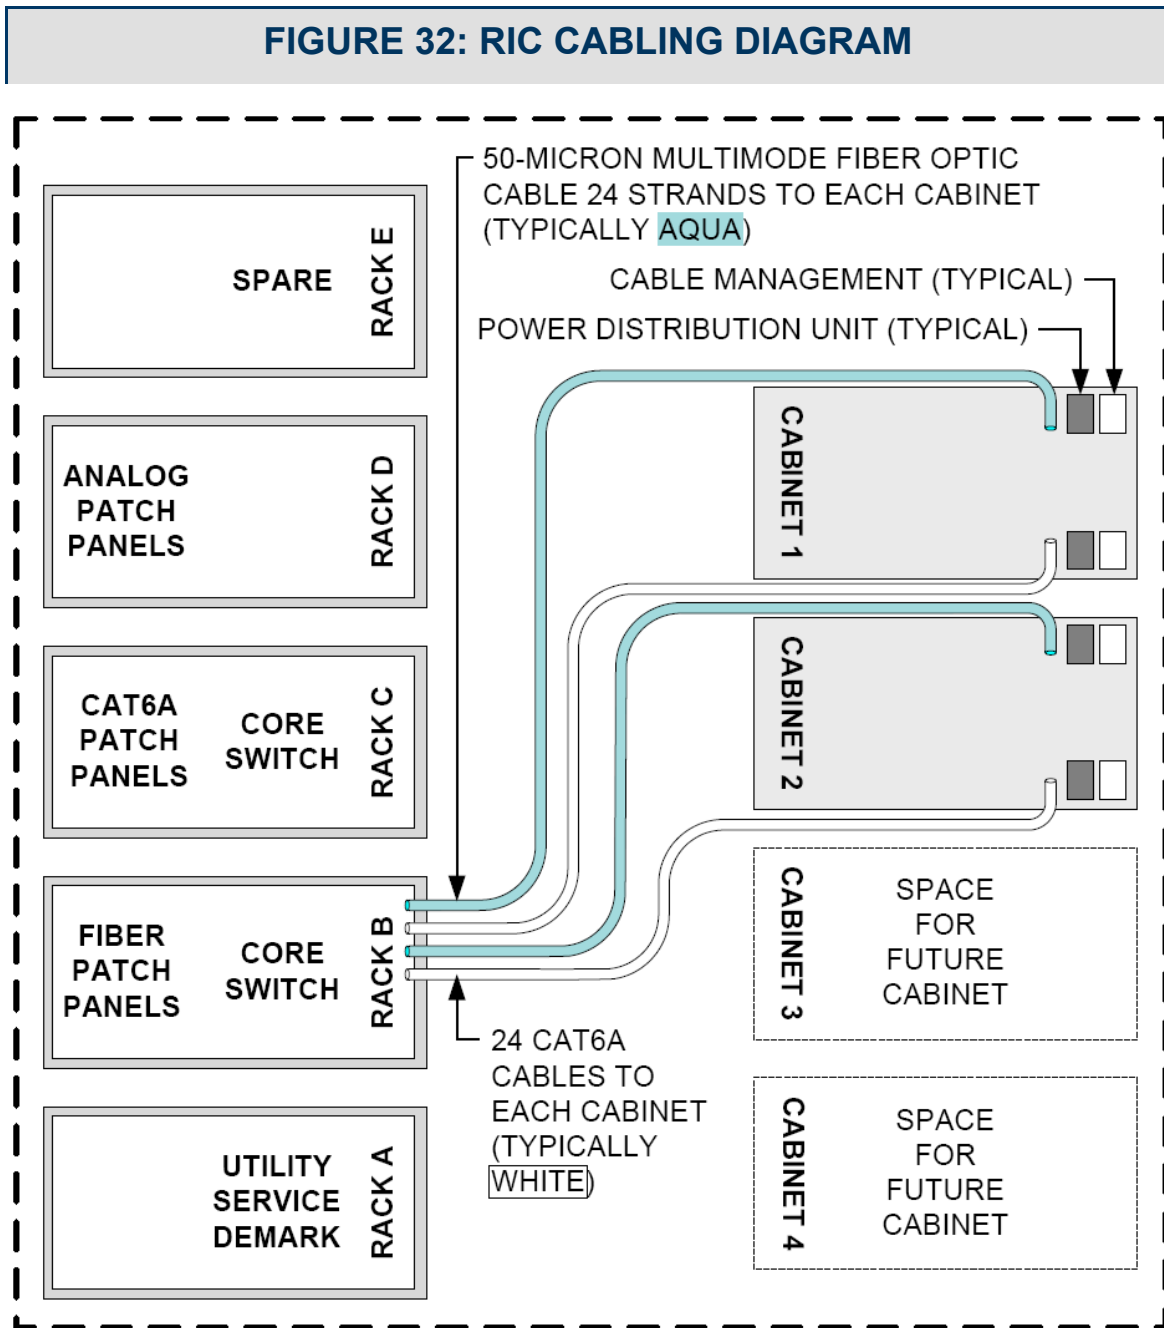 FIGURE 32: RIC CABLING DIAGRAM
50-MICRON MULTIMODE FIBER OPTIC
CABLE 24 STRANDS TO EACH CABINET
(TYPICALLY AQUA)
CABLE MANAGEMENT (TYPICAL)
POWER DISTRIBUTION UNIT (TYPICAL)
SPARE
RACK E
ANALOG
PATCH
PANELS
RACK D
CAT6A
PATCH
PANELS
CORE
SWITCH
RACK C
FIBER
PATCH
PANELS
CORE
SWITCH
RACK B
UTILITY
SERVICE
DEMARK
RACK A
24 CAT6A
CABLES TO
EACH CABINET
(TYPICALLY
WHITE)
CABINET 1
CABINET 2
CABINET 3
SPACE
FOR
FUTURE
CABINET
CABINET 4
SPACE
FOR
FUTURE
CABINET